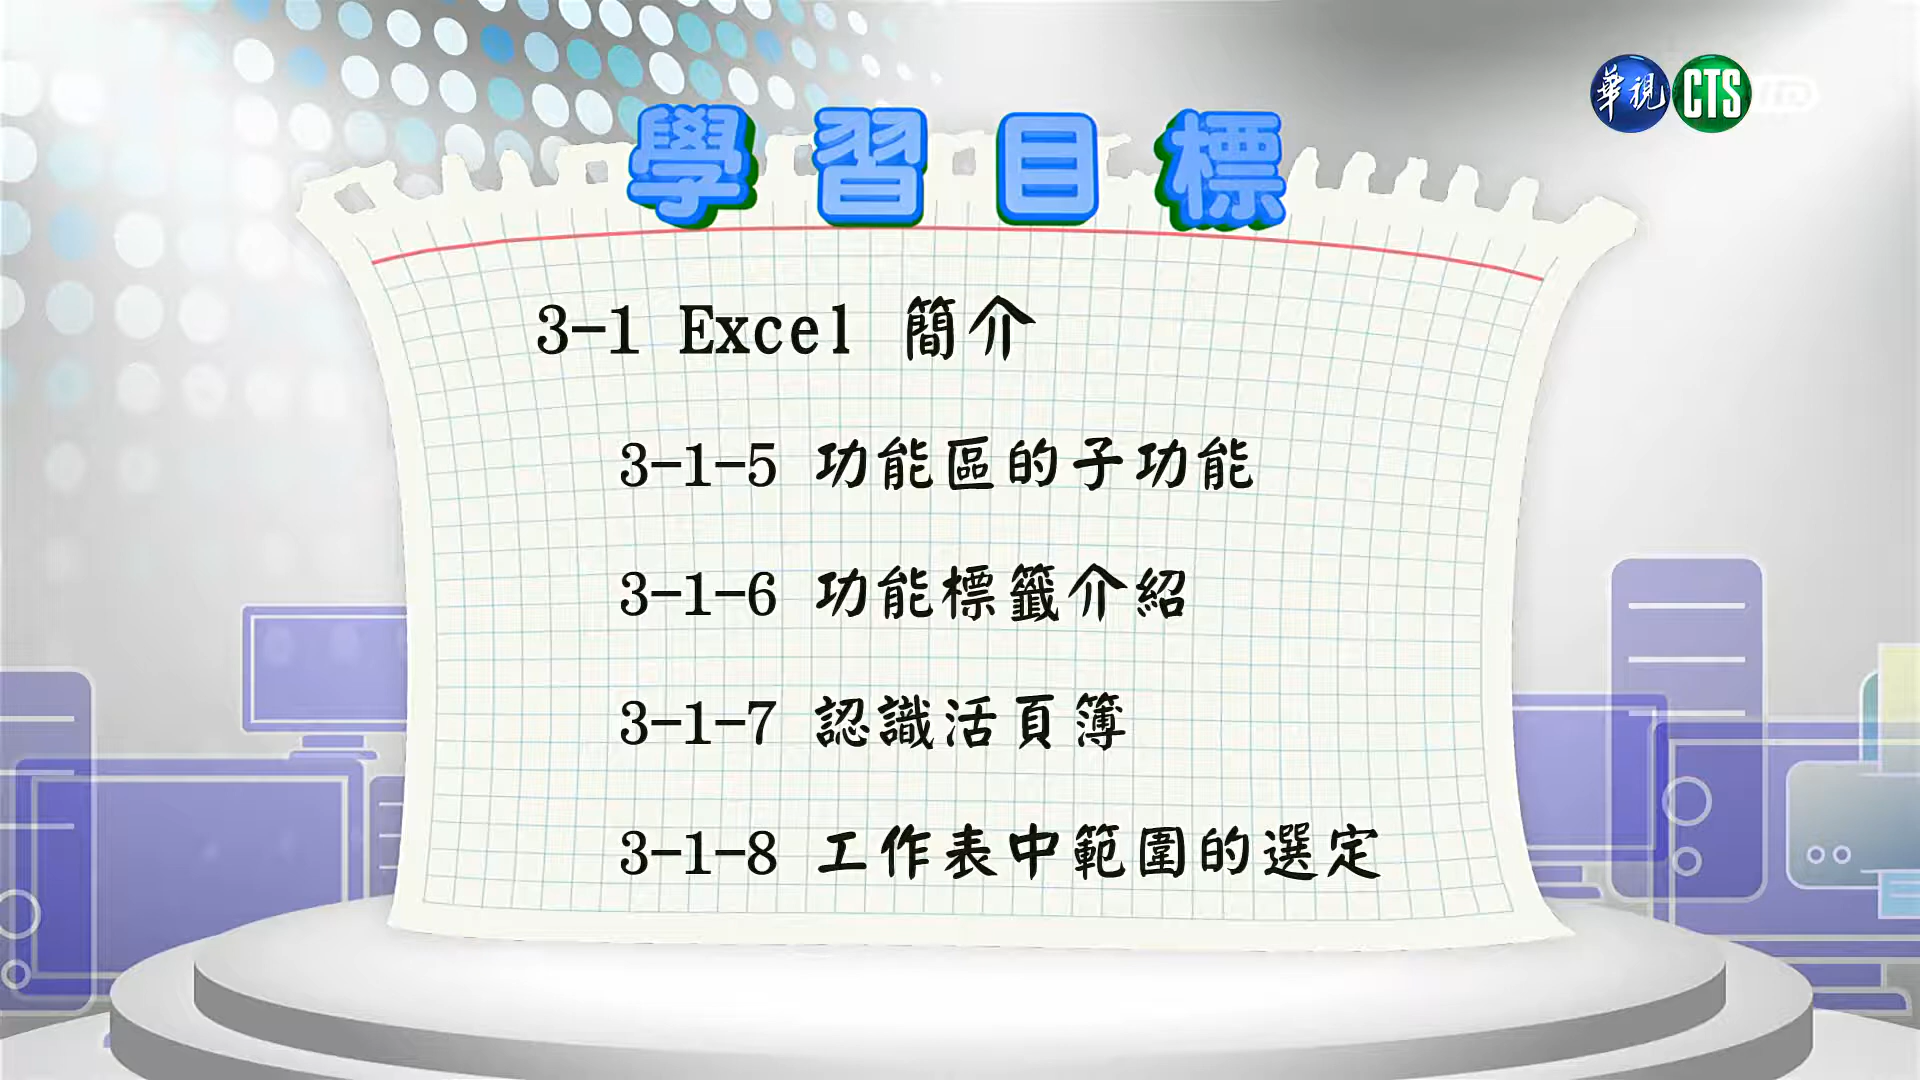 華視 CTS
學習目標
3-1 Excel 簡介
3-1-5 功能區的子功能
3-1-6 功能標籤介紹
3-1-7 認識活頁簿
3-1-8 工作表中範圍的選定